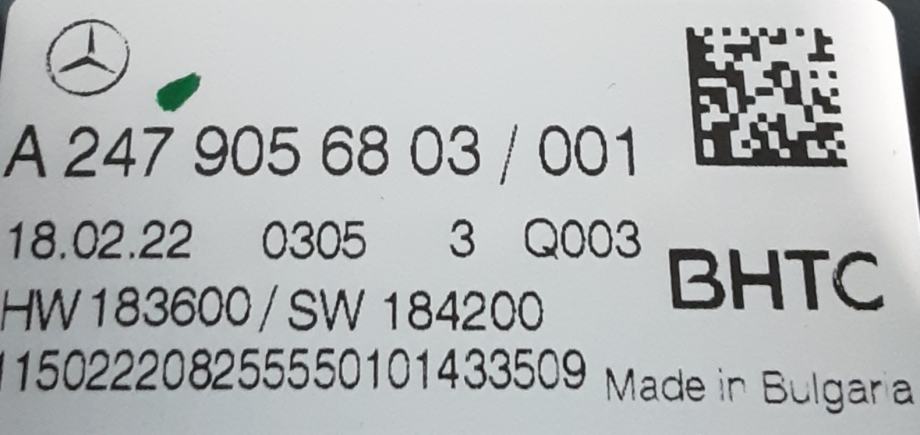 A 247 905 68 03 / 001
18.02.22 0305 3 Q003
BHTC
HW 183600 / SW 184200
115022208255550101433509
Made in Bulgaria